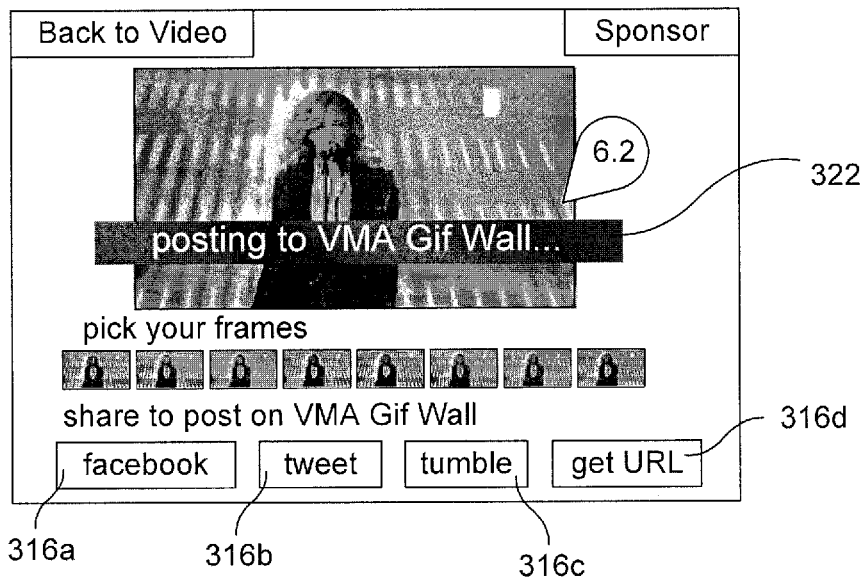 Back to Video
Sponsor
6.2
322
posting to VMA Gif Wall...
pick your frames
share to post on VMA Gif Wall
316d
facebook
tweet
tumble
get URL
316a
316b
316c